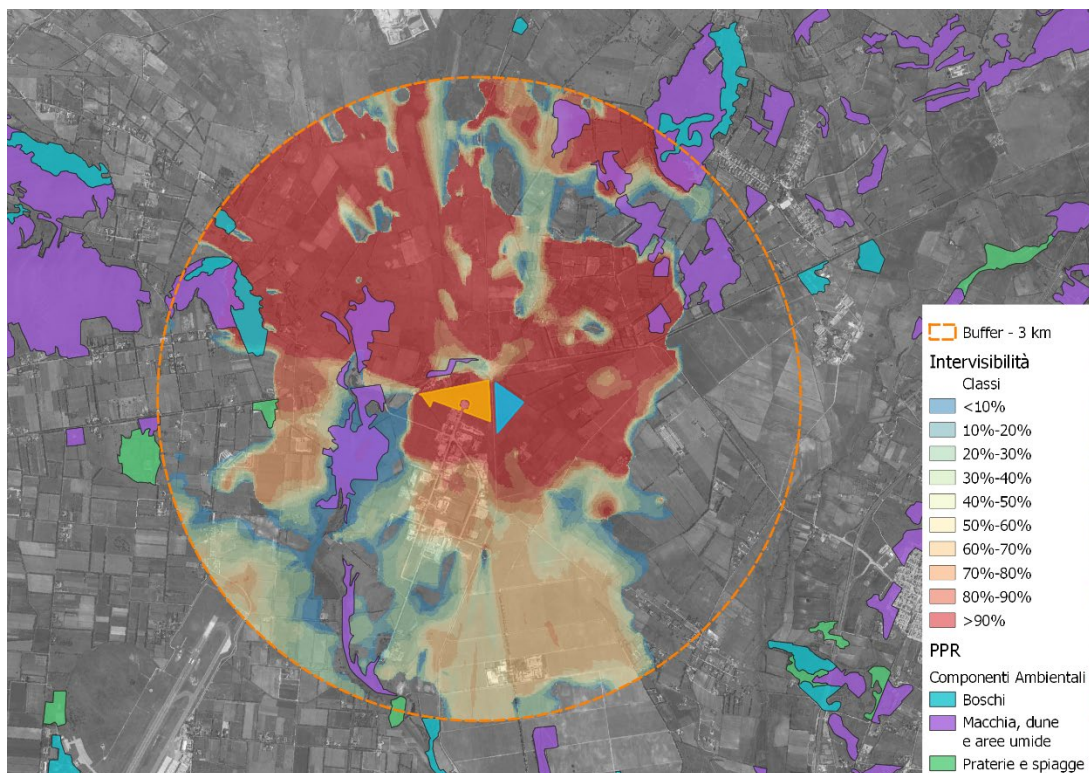 Buffer - 3 km
Intervisibilità
Classi
<10%
10%-20%
20%-30%
30%-40%
40%-50%
50%-60%
60%-70%
70%-80%
80%-90%
>90%
PPR
Componenti Ambientali
Boschi
Macchia, dune
e aree umide
Praterie e spiagge